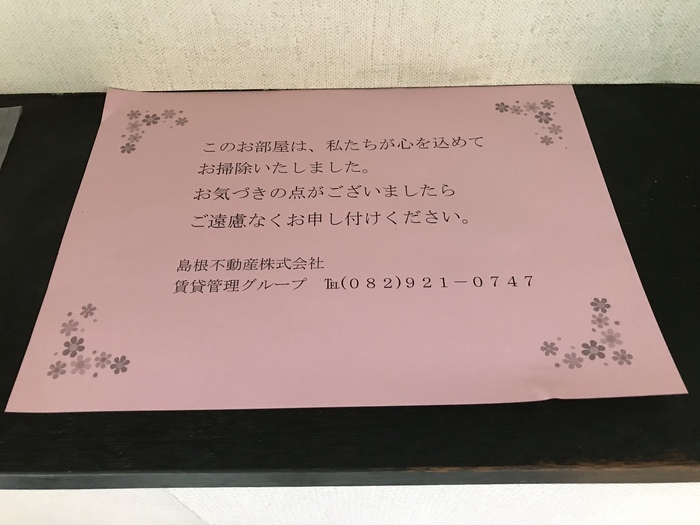 このお部屋は、私たちが心を込めて
お掃除いたしました。
お気づきの点がございましたら
ご遠慮なくお申し付けください。
島根不動産株式会社
賃貸管理グループ　℡(０８２)９２１－０７４７